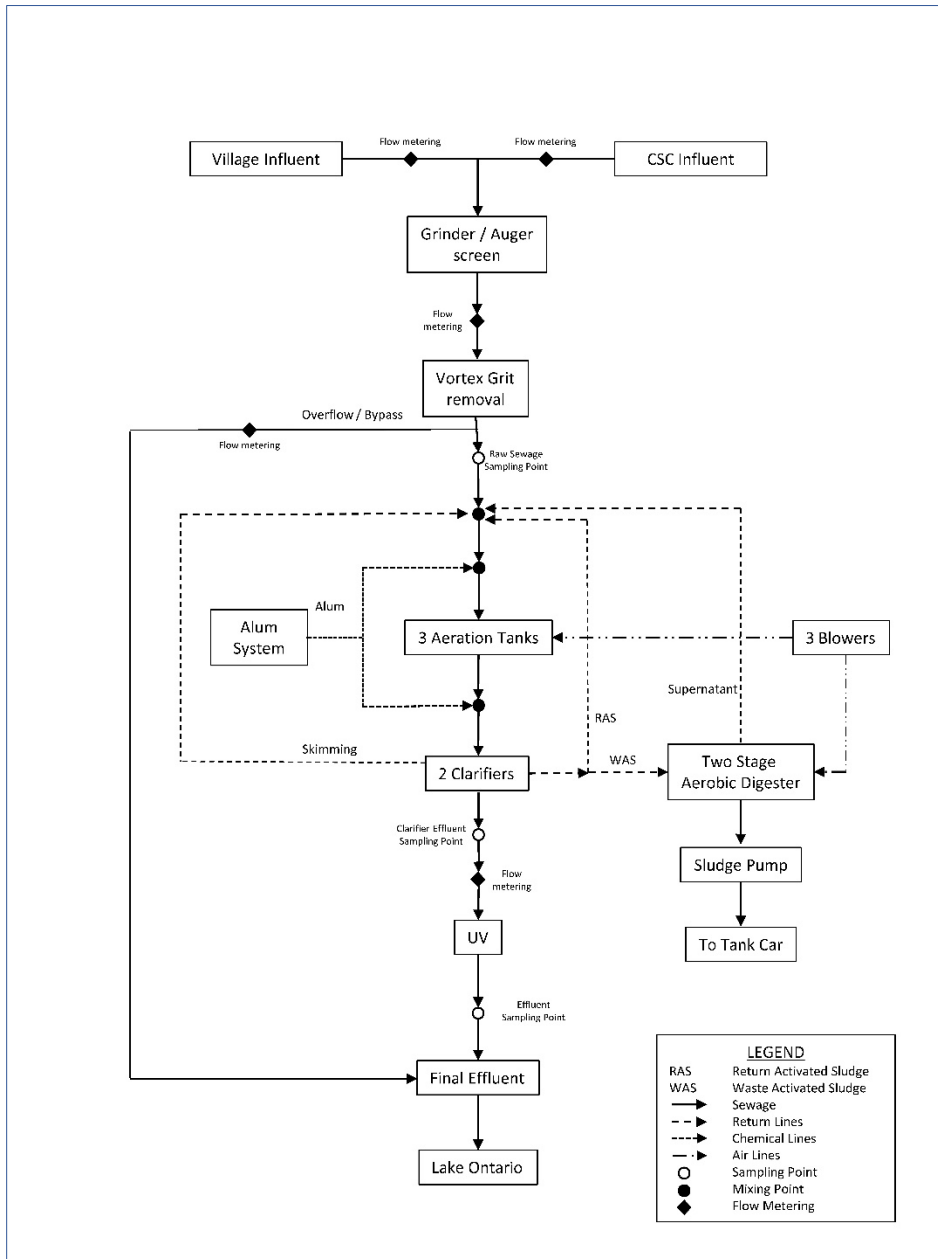 Flow metering
Flow metering
Village Influent
CSC Influent
Grinder / Auger
screen
Flow
metering
Vortex Grit
removal
Overflow / Bypass
Flow metering
Raw Sewage
Sampling Point
Alum
Alum
System
3 Aeration Tanks
3 Blowers
Supernatant
RAS
Skimming
WAS
2 Clarifiers
Two Stage
Aerobic Digester
Clarifier Effluent
Sampling Point
Flow
metering
Sludge Pump
UV
To Tank Car
Effluent
Sampling Point
Final Effluent
Lake Ontario
LEGEND
RAS Return Activated Sludge
WAS Waste Activated Sludge
Sewage
Return Lines
Chemical Lines
Air Lines
Sampling Point
Mixing Point
Flow Metering